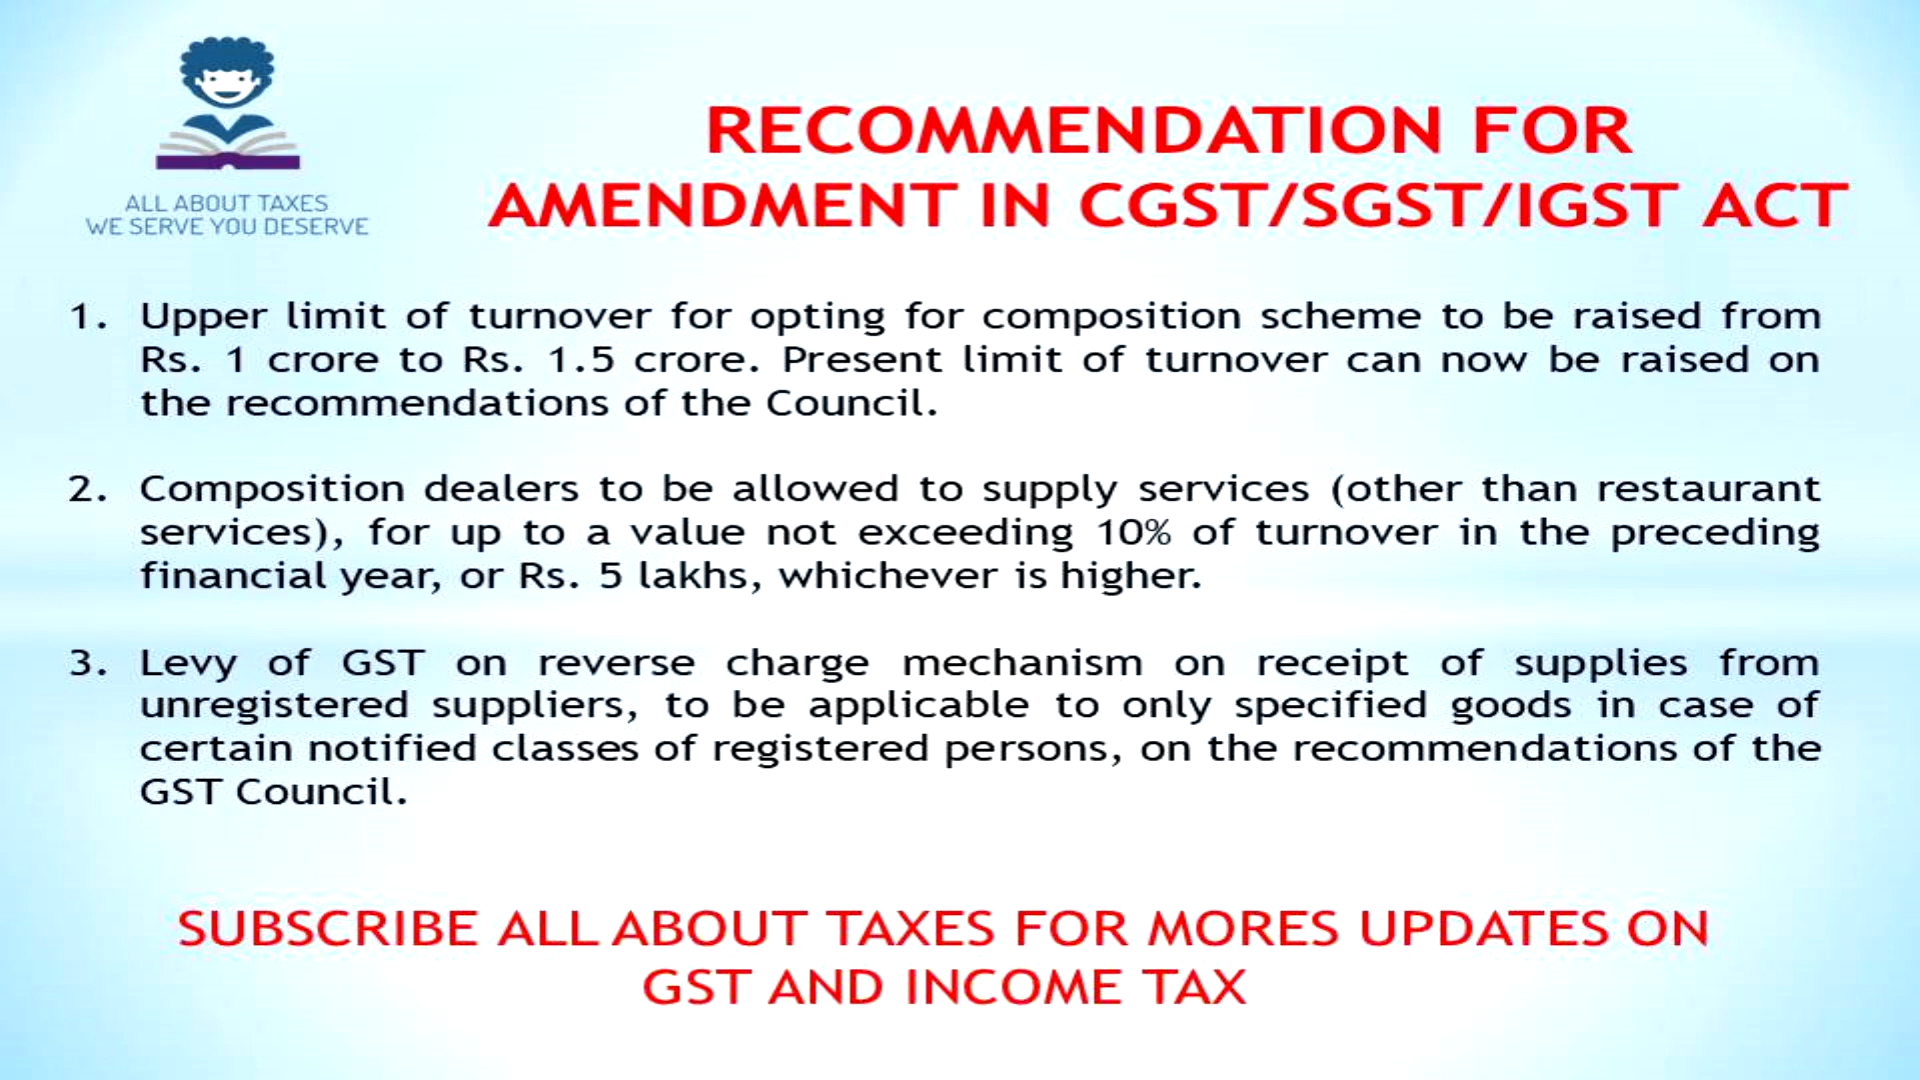 ALL ABOUT TAXES
WE SERVE YOU DESERVE
RECOMMENDATION FOR
AMENDMENT IN CGST/SGST/IGST ACT
1. Upper limit of turnover for opting for composition scheme to be raised from
Rs. 1 crore to Rs. 1.5 crore. Present limit of turnover can now be raised on
the recommendations of the Council.
2. Composition dealers to be allowed to supply services (other than restaurant
services), for up to a value not exceeding 10% of turnover in the preceding
financial year, or Rs. 5 lakhs, whichever is higher.
3. Levy of GST on reverse charge mechanism on receipt of supplies from
unregistered suppliers, to be applicable to only specified goods in case of
certain notified classes of registered persons, on the recommendations of the
GST Council.
SUBSCRIBE ALL ABOUT TAXES FOR MORES UPDATES ON
GST AND INCOME TAX